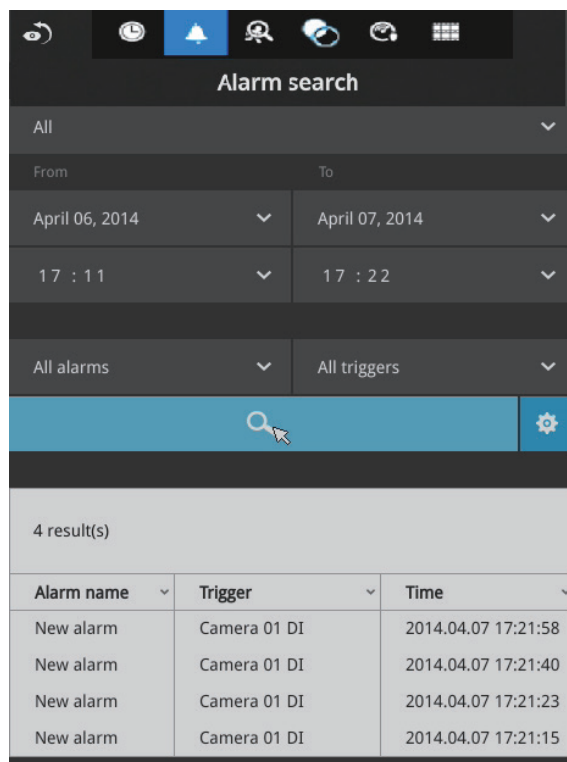 Alarm search
All
From To
April 06, 2014 April 07, 2014
17 : 11 17 : 22
All alarms All triggers
4 result(s)
Alarm name Trigger Time
New alarm Camera 01 DI 2014.04.07 17:21:58
New alarm Camera 01 DI 2014.04.07 17:21:40
New alarm Camera 01 DI 2014.04.07 17:21:23
New alarm Camera 01 DI 2014.04.07 17:21:15